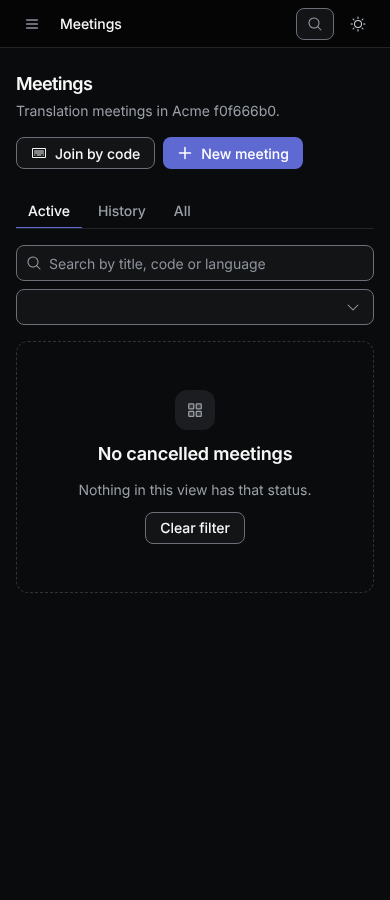 Meetings
Meetings
Translation meetings in Acme f0f666b0.
Join by code
New meeting
Active
History
All
Search by title, code or language
No cancelled meetings
Nothing in this view has that status.
Clear filter